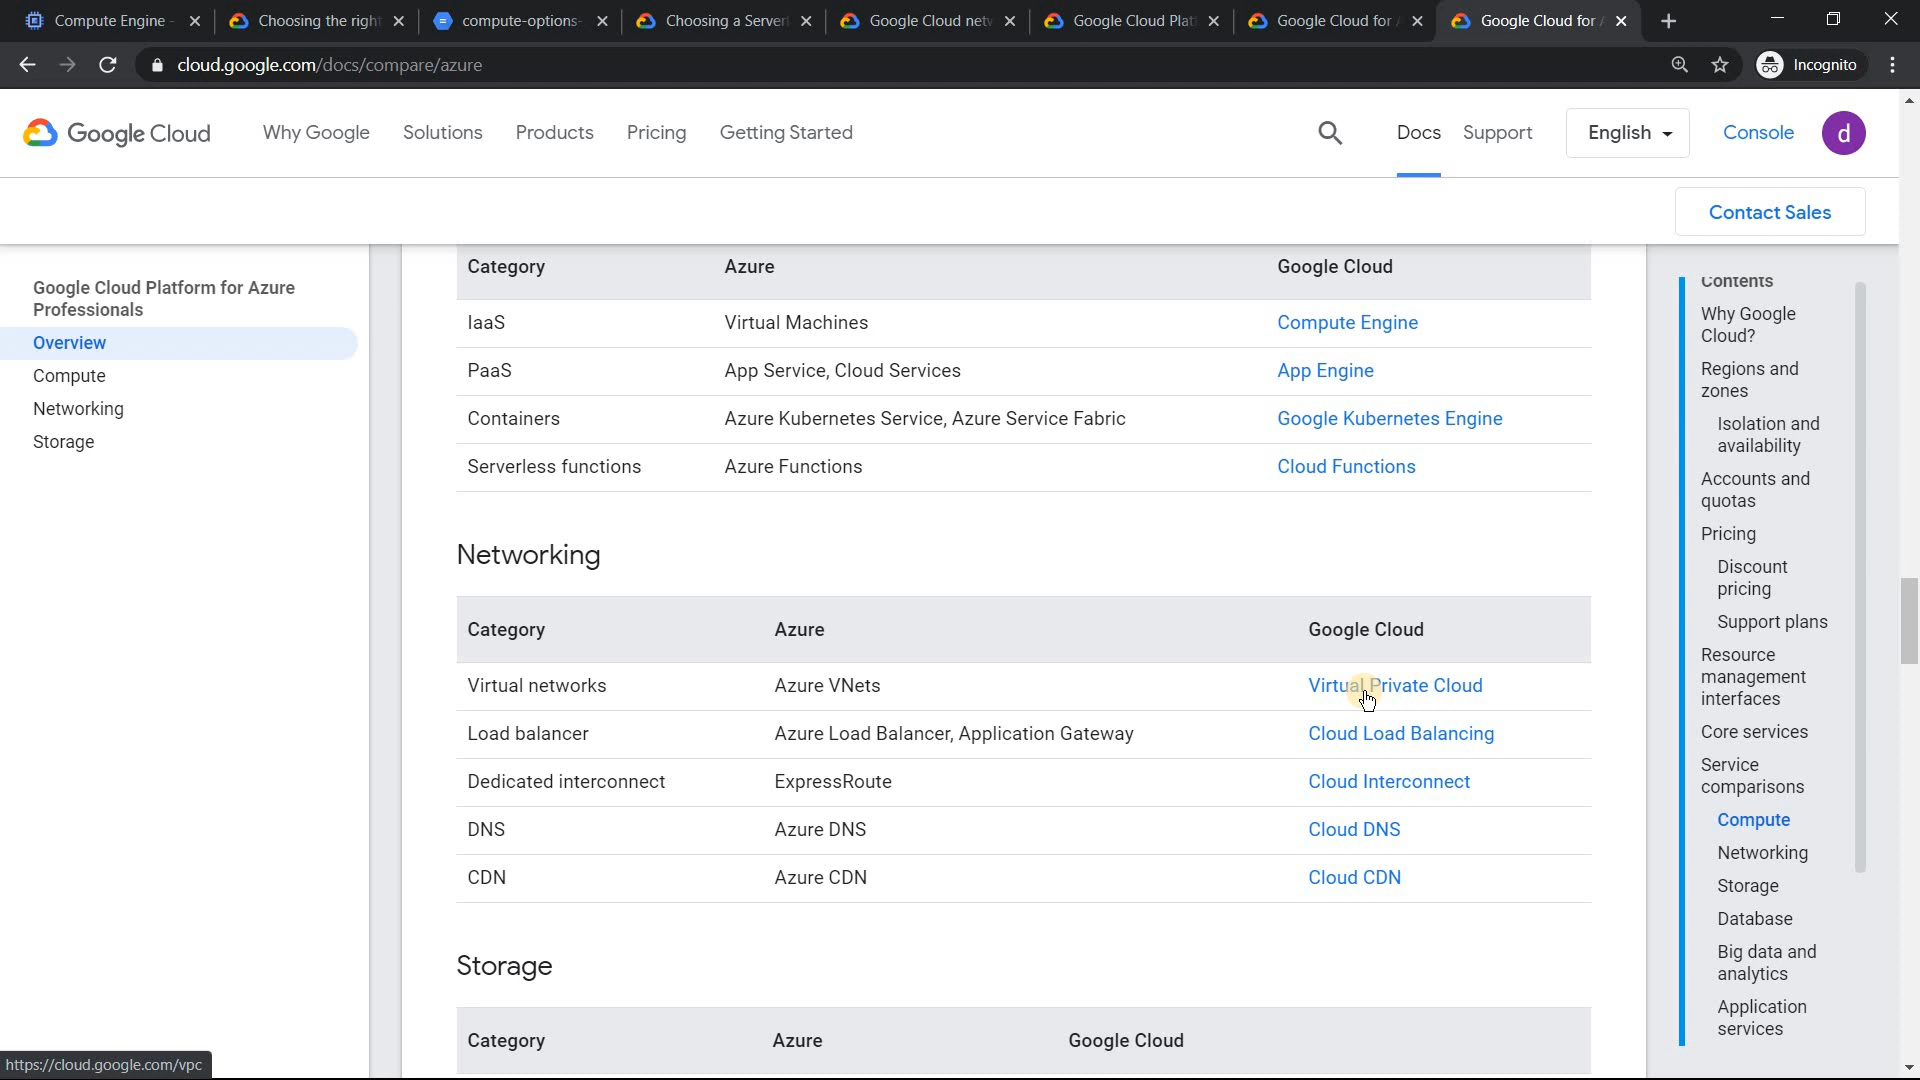 Compute Engine -
Choosing the right
compute-options-
Choosing a Server
Google Cloud net
Google Cloud Plat
Google Cloud for
Google Cloud for
cloud.google.com/docs/compare/azure
Incognito
Google Cloud
Why Google
Solutions
Products
Pricing
Getting Started
Docs
Support
English
Console
d
Contact Sales
Google Cloud Platform for Azure
Professionals
Overview
Compute
Networking
Storage
Category Azure Google Cloud
IaaS Virtual Machines Compute Engine
PaaS App Service, Cloud Services App Engine
Containers Azure Kubernetes Service, Azure Service Fabric Google Kubernetes Engine
Serverless functions Azure Functions Cloud Functions
Networking
Category Azure Google Cloud
Virtual networks Azure VNets Virtual Private Cloud
Load balancer Azure Load Balancer, Application Gateway Cloud Load Balancing
Dedicated interconnect ExpressRoute Cloud Interconnect
DNS Azure DNS Cloud DNS
CDN Azure CDN Cloud CDN
Storage
Category Azure Google Cloud
Contents
Why Google
Cloud?
Regions and
zones
Isolation and
availability
Accounts and
quotas
Pricing
Discount
pricing
Support plans
Resource
management
interfaces
Core services
Service
comparisons
Compute
Networking
Storage
Database
Big data and
analytics
Application
services
https://cloud.google.com/vpc